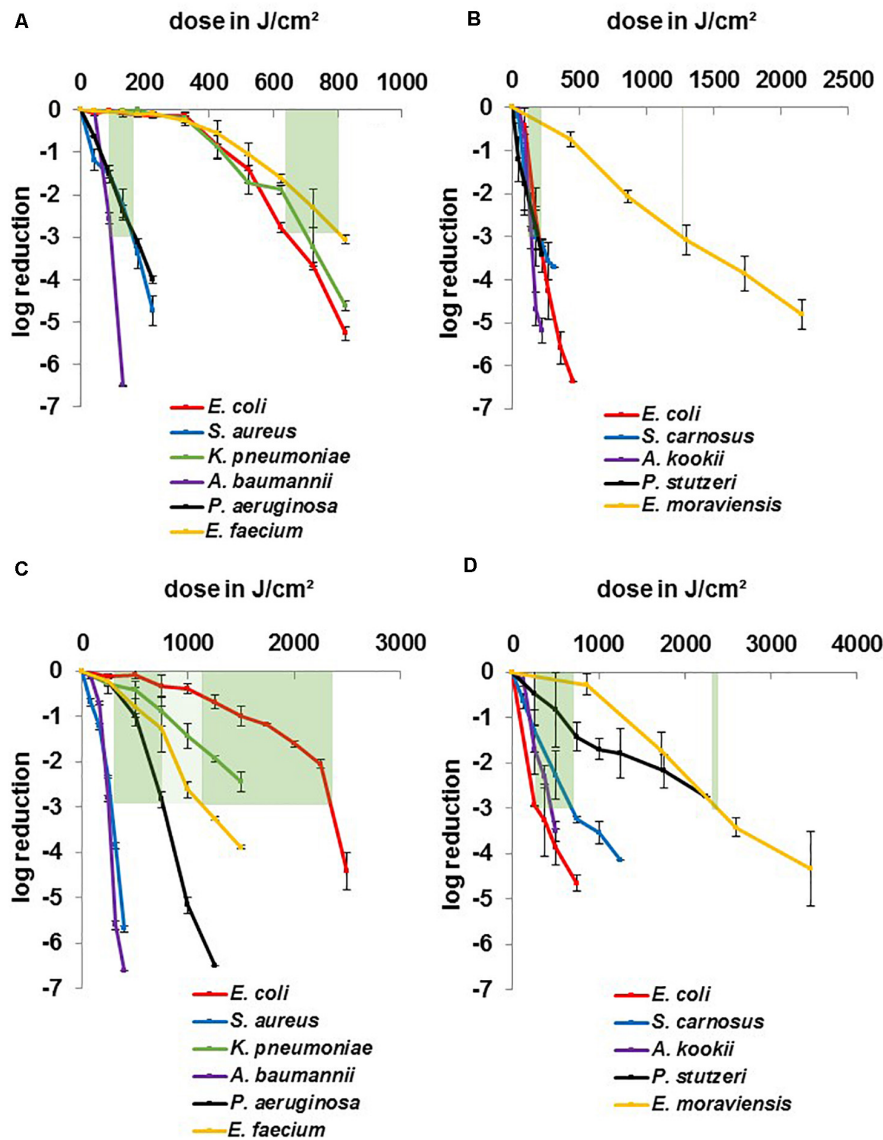 A
dose in J/cm²
0 200 400 600 800 1000
0
-1
-2
-3
-4
-5
-6
-7
log reduction
E. coli
S. aureus
K. pneumoniae
A. baumannii
P. aeruginosa
E. faecium
B
dose in J/cm²
0 500 1000 1500 2000 2500
0
-1
-2
-3
-4
-5
-6
-7
log reduction
E. coli
S. carnosus
A. kookii
P. stutzeri
E. moraviensis
C
dose in J/cm²
0 1000 2000 3000
0
-1
-2
-3
-4
-5
-6
-7
log reduction
E. coli
S. aureus
K. pneumoniae
A. baumannii
P. aeruginosa
E. faecium
D
dose in J/cm²
0 1000 2000 3000 4000
0
-1
-2
-3
-4
-5
-6
-7
log reduction
E. coli
S. carnosus
A. kookii
P. stutzeri
E. moraviensis